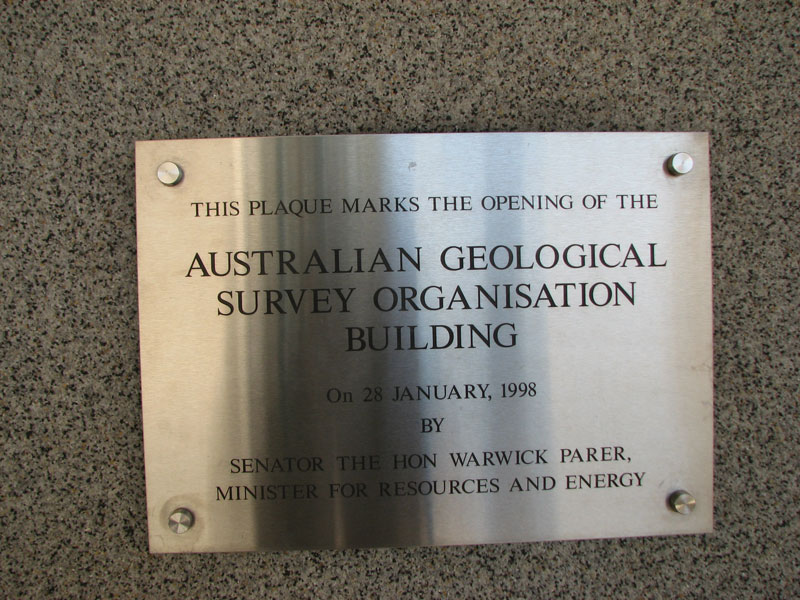 THIS PLAQUE MARKS THE OPENING OF THE
AUSTRALIAN GEOLOGICAL
SURVEY ORGANISATION
BUILDING
On 28 JANUARY, 1998
BY
SENATOR THE HON WARWICK PARER,
MINISTER FOR RESOURCES AND ENERGY